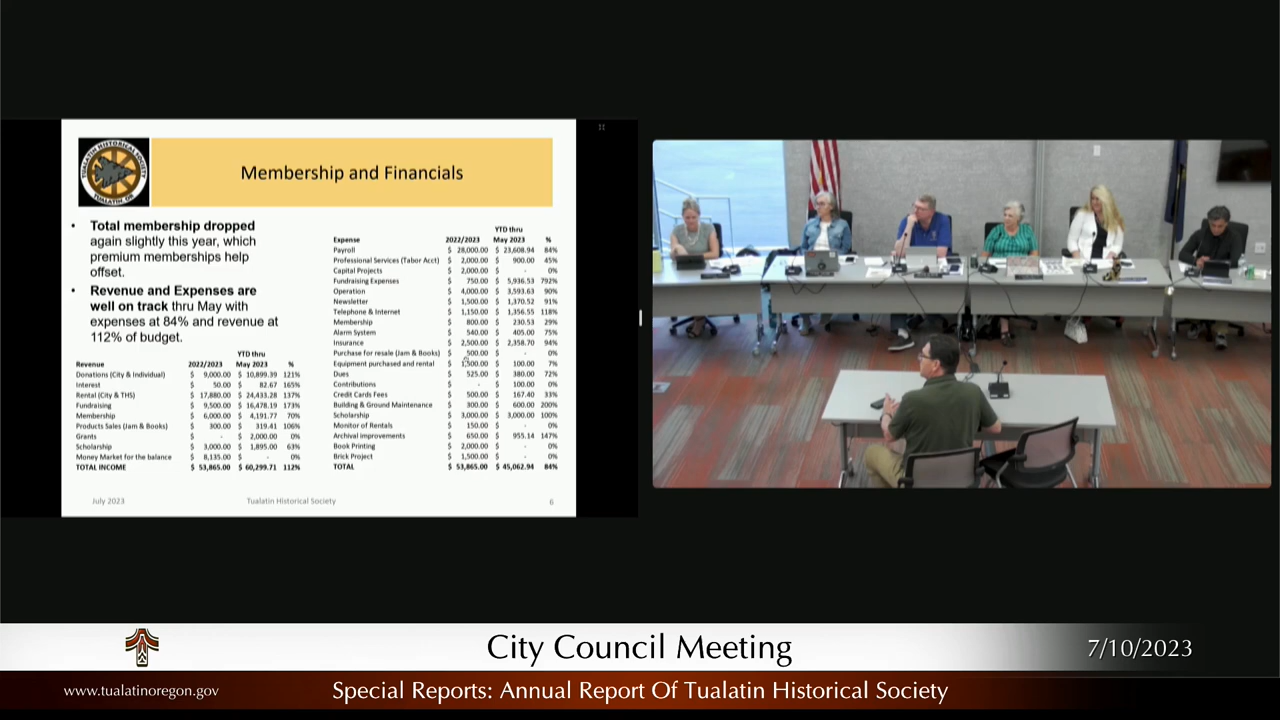 TUALATIN HISTORICAL SOCIETY
TUALATIN, OR
Membership and Financials
• Total membership dropped
again slightly this year, which
premium memberships help
offset.
• Revenue and Expenses are
well on track thru May with
expenses at 84% and revenue at
112% of budget.
YTD thru
Revenue 2022/2023 May 2023 %
Donations (City & Individual) $ 9,000.00 $ 10,899.39 121%
Interest $ 50.00 $ 82.67 165%
Rental (City & THS) $ 17,880.00 $ 24,433.28 137%
Fundraising $ 9,500.00 $ 16,478.19 173%
Membership $ 6,000.00 $ 4,191.77 70%
Products Sales (Jam & Books) $ 300.00 $ 319.41 106%
Grants $ - $ 2,000.00 0%
Scholarship $ 3,000.00 $ 1,895.00 63%
Money Market for the balance $ 8,135.00 $ - 0%
TOTAL INCOME $ 53,865.00 $ 60,299.71 112%
YTD thru
Expense 2022/2023 May 2023 %
Payroll $ 28,000.00 $ 23,608.94 84%
Professional Services (Tabor Acct) $ 2,000.00 $ 900.00 45%
Capital Projects $ 2,000.00 $ - 0%
Fundraising Expenses $ 750.00 $ 5,936.53 792%
Operation $ 4,000.00 $ 3,593.63 90%
Newsletter $ 1,500.00 $ 1,370.52 91%
Telephone & Internet $ 1,150.00 $ 1,356.55 118%
Membership $ 800.00 $ 230.53 29%
Alarm System $ 540.00 $ 405.00 75%
Insurance $ 2,500.00 $ 2,358.70 94%
Purchase for resale (Jam & Books) $ 500.00 $ - 0%
Equipment purchased and rental $ 1,500.00 $ 100.00 7%
Dues $ 525.00 $ 380.00 72%
Contributions $ - $ 100.00 0%
Credit Cards Fees $ 500.00 $ 167.40 33%
Building & Ground Maintenance $ 300.00 $ 600.00 200%
Scholarship $ 3,000.00 $ 3,000.00 100%
Monitor of Rentals $ 150.00 $ - 0%
Archival improvements $ 650.00 $ 955.14 147%
Book Printing $ 2,000.00 $ - 0%
Brick Project $ 1,500.00 $ - 0%
TOTAL $ 53,865.00 $ 45,062.94 84%
July 2023 Tualatin Historical Society 6
City Council Meeting 7/10/2023
www.tualatinoregon.gov Special Reports: Annual Report Of Tualatin Historical Society